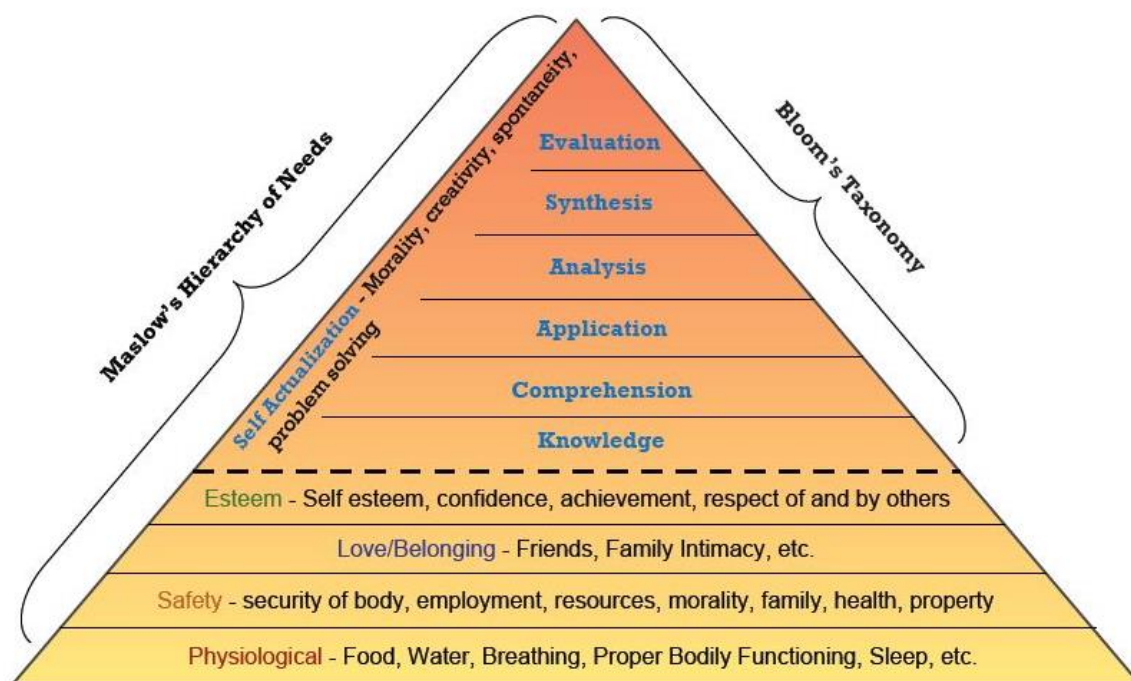 Maslow's Hierarchy of Needs
Bloom's Taxonomy
Self Actualization - Morality, creativity, spontaneity,
problem solving
Evaluation
Synthesis
Analysis
Application
Comprehension
Knowledge
Esteem - Self esteem, confidence, achievement, respect of and by others
Love/Belonging - Friends, Family Intimacy, etc.
Safety - security of body, employment, resources, morality, family, health, property
Physiological - Food, Water, Breathing, Proper Bodily Functioning, Sleep, etc.